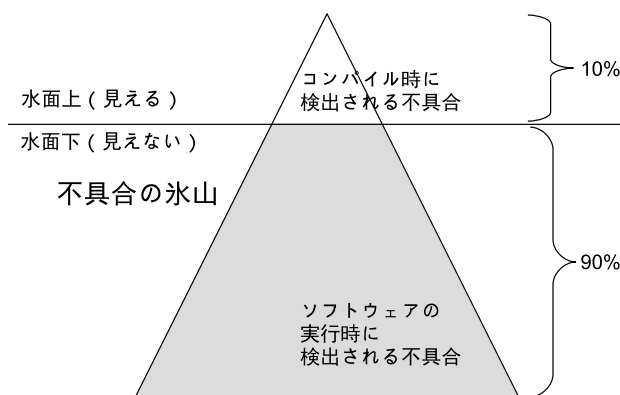 コンパイル時に
検出される不具合
10%
水面上（見える）
水面下（見えない）
不具合の氷山
90%
ソフトウェアの
実行時に
検出される不具合